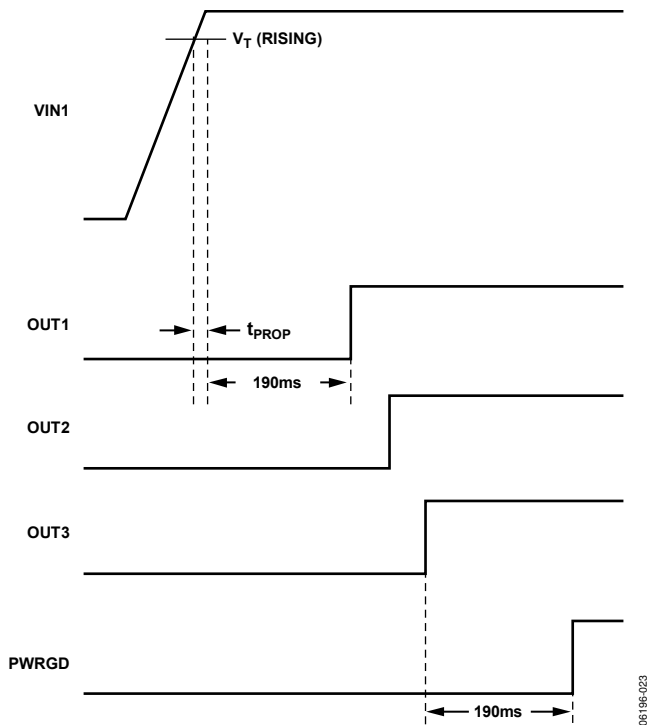 V_T (RISING)
VIN1
OUT1
t_PROP
190ms
OUT2
OUT3
PWRGD
190ms
06196-023